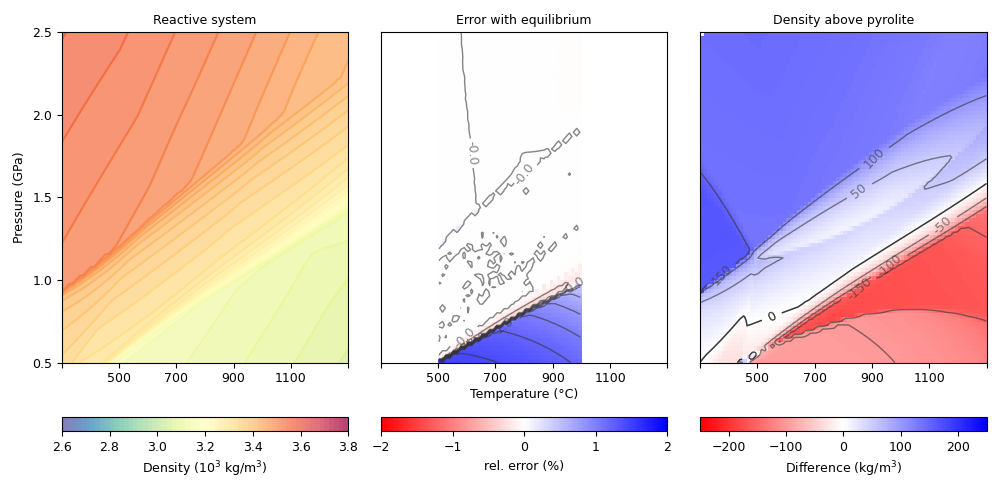 Reactive system
Error with equilibrium
Density above pyrolite
Pressure (GPa)
2.5
2.0
1.5
1.0
0.5
500 700 900 1100
500 700 900 1100
500 700 900 1100
Temperature (°C)
-0.0
-0.0
100
50
-50
-100
-150
150
0
0
2.6 2.8 3.0 3.2 3.4 3.6 3.8
Density (10³ kg/m³)
−2 −1 0 1 2
rel. error (%)
−200 −100 0 100 200
Difference (kg/m³)